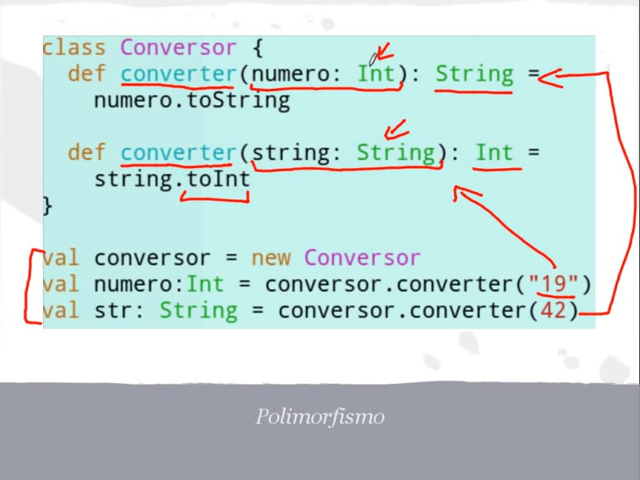 class Conversor {
def converter(numero: Int): String =
numero.toString
def converter(string: String): Int =
string.toInt
}
val conversor = new Conversor
val numero:Int = conversor.converter("19")
val str: String = conversor.converter(42)
Polimorfismo